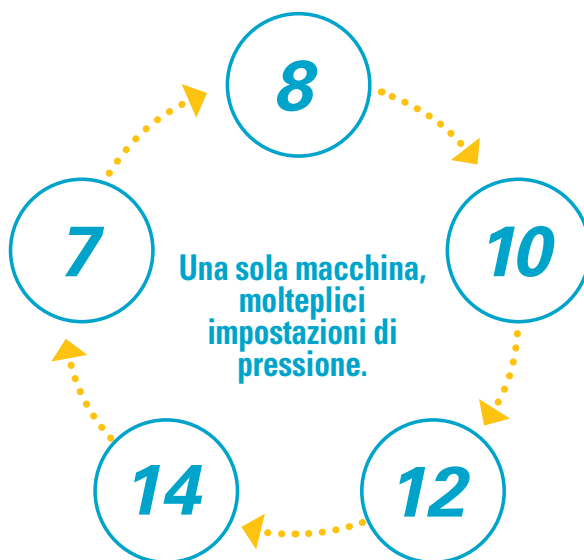 8
7
10
Una sola macchina,
molteplici
impostazioni di
pressione.
14
12